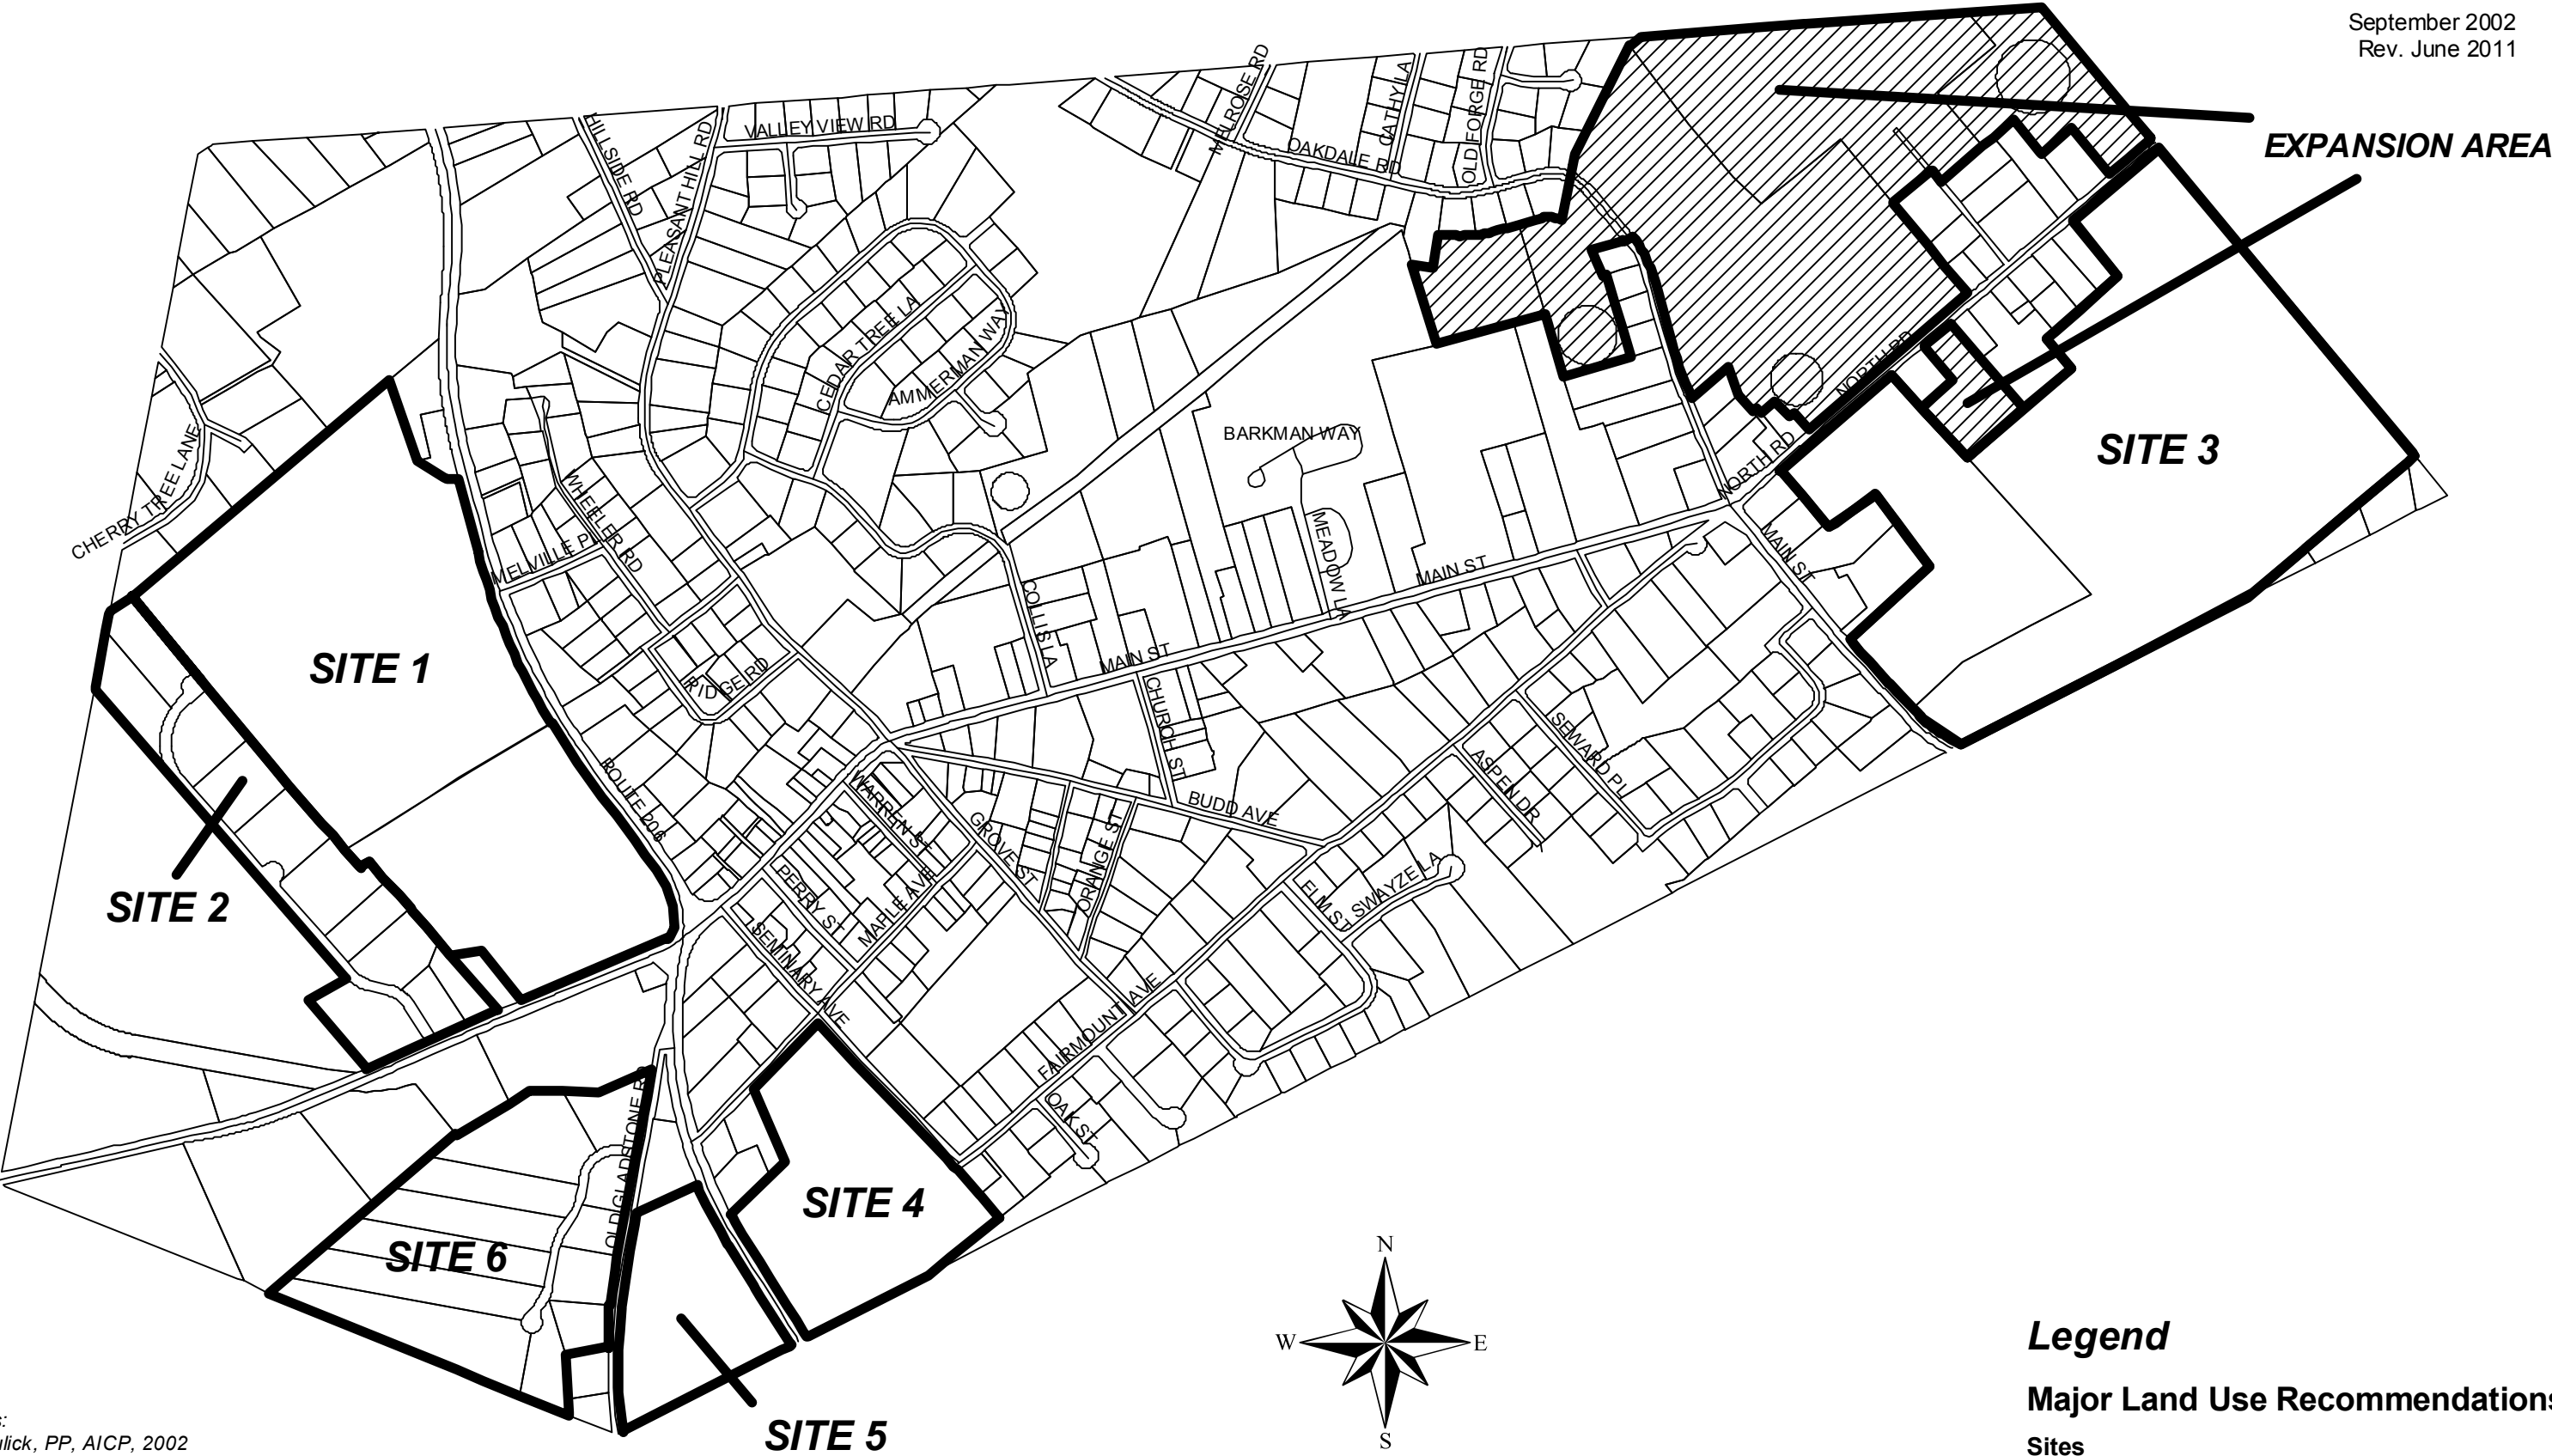 September 2002
Rev. June 2011
EXPANSION AREA
MELROSE RD
CATHY LA
OLD FORGE RD
OAKDALE RD
HILLSIDE RD
PLEASANT HILL RD
VALLEY VIEW RD
CEDAR TREE LA
AMMERMAN WAY
CHERRY TREE LANE
WHEELER RD
MELVILLE PL
RIDGE RD
BARKMAN WAY
MEADOW LA
NORTH RD
NORTH RD
SITE 3
MAIN ST
MAIN ST
MAIN ST
COLLIS LA
CHURCH ST
SITE 1
ROUTE 206
WARREN ST
GROVE ST
ORANGE ST
BUDD AVE
SEWARD PL
ASPEN DR
SITE 2
PERRY ST
MAPLE AVE
SEMINARY AVE
ELM ST
SWAYZE LA
FAIRMOUNT AVE
OAK ST
OLD GLADSTONE R
SITE 4
SITE 6
SITE 5
N
W
E
S
Legend
Major Land Use Recommendations
Sites
s:
lick, PP, AICP, 2002